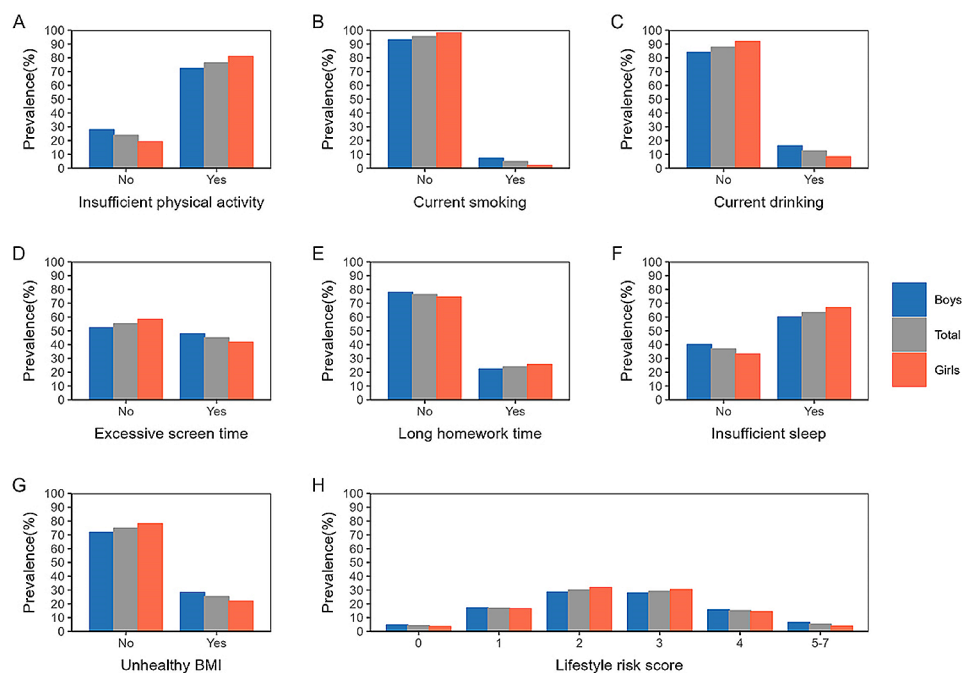 A
Prevalence(%)
100
90
80
70
60
50
40
30
20
10
0
No Yes
Insufficient physical activity
B
Prevalence(%)
100
90
80
70
60
50
40
30
20
10
0
No Yes
Current smoking
C
Prevalence(%)
100
90
80
70
60
50
40
30
20
10
0
No Yes
Current drinking
D
Prevalence(%)
100
90
80
70
60
50
40
30
20
10
0
No Yes
Excessive screen time
E
Prevalence(%)
100
90
80
70
60
50
40
30
20
10
0
No Yes
Long homework time
F
Prevalence(%)
100
90
80
70
60
50
40
30
20
10
0
No Yes
Insufficient sleep
Boys
Total
Girls
G
Prevalence(%)
100
90
80
70
60
50
40
30
20
10
0
No Yes
Unhealthy BMI
H
Prevalence(%)
100
90
80
70
60
50
40
30
20
10
0
0 1 2 3 4 5-7
Lifestyle risk score